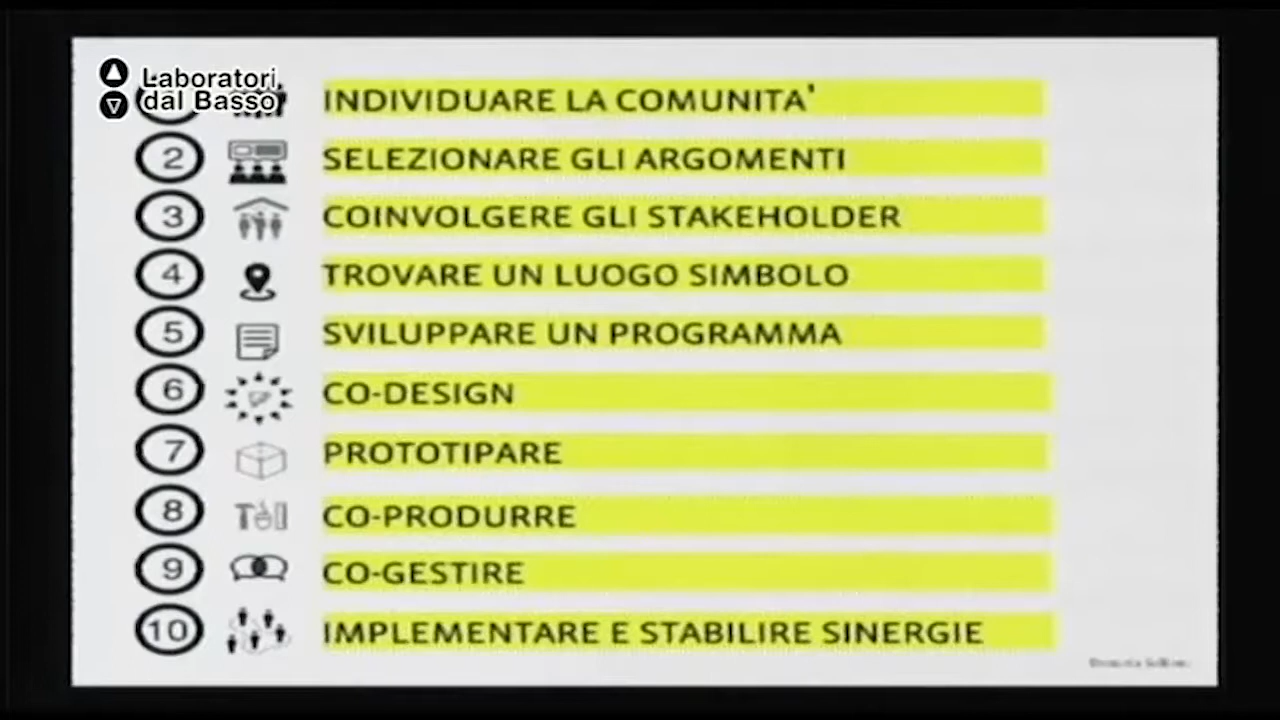 Laboratori
dal Basso
INDIVIDUARE LA COMUNITA'
2 SELEZIONARE GLI ARGOMENTI
3 COINVOLGERE GLI STAKEHOLDER
4 TROVARE UN LUOGO SIMBOLO
5 SVILUPPARE UN PROGRAMMA
6 CO-DESIGN
7 PROTOTIPARE
8 CO-PRODURRE
9 CO-GESTIRE
10 IMPLEMENTARE E STABILIRE SINERGIE